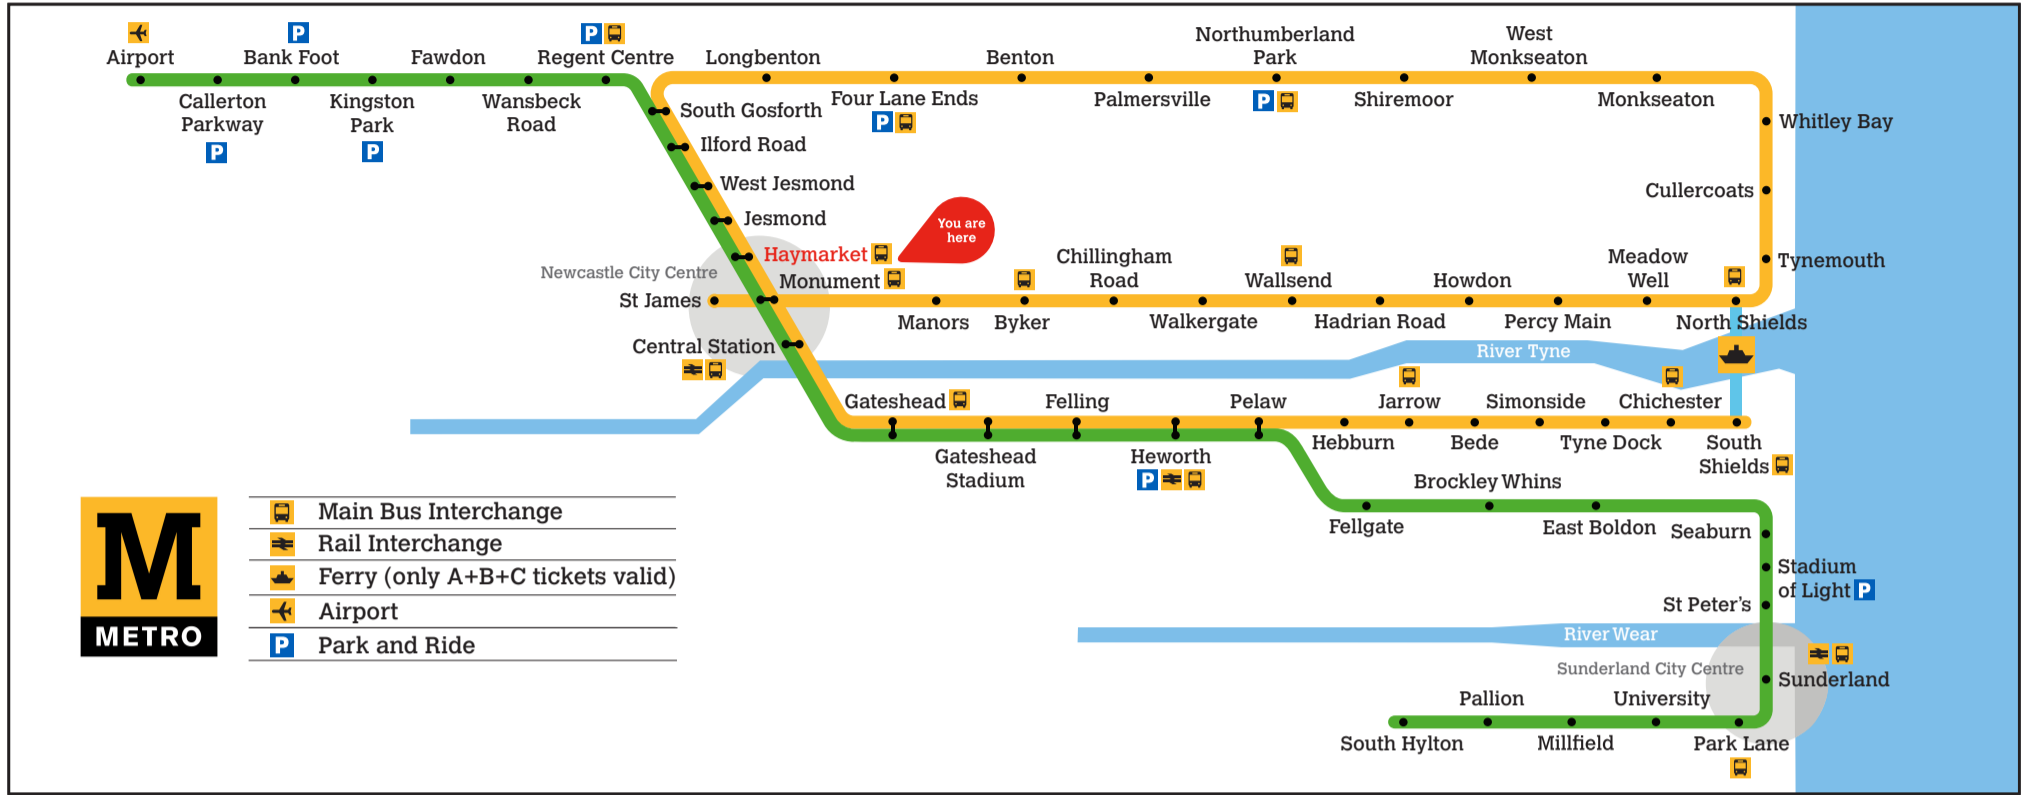 Airport
Bank Foot
Fawdon
Regent Centre
Callerton
Parkway
Kingston
Park
Wansbeck
Road
Longbenton
Four Lane Ends
Benton
Palmersville
Northumberland
Park
Shiremoor
West
Monkseaton
Monkseaton
Whitley Bay
Cullercoats
Tynemouth
South Gosforth
Ilford Road
West Jesmond
Jesmond
Haymarket
You are
here
Newcastle City Centre
Monument
St James
Manors
Byker
Chillingham
Road
Walkergate
Wallsend
Hadrian Road
Howdon
Percy Main
Meadow
Well
North Shields
Central Station
River Tyne
Gateshead
Gateshead
Stadium
Felling
Heworth
Pelaw
Hebburn
Jarrow
Bede
Simonside
Tyne Dock
Chichester
South
Shields
Fellgate
Brockley Whins
East Boldon
Seaburn
Stadium
of Light
St Peter's
River Wear
Sunderland City Centre
Sunderland
Park Lane
University
Millfield
Pallion
South Hylton
M
METRO
Main Bus Interchange
Rail Interchange
Ferry (only A+B+C tickets valid)
Airport
P Park and Ride